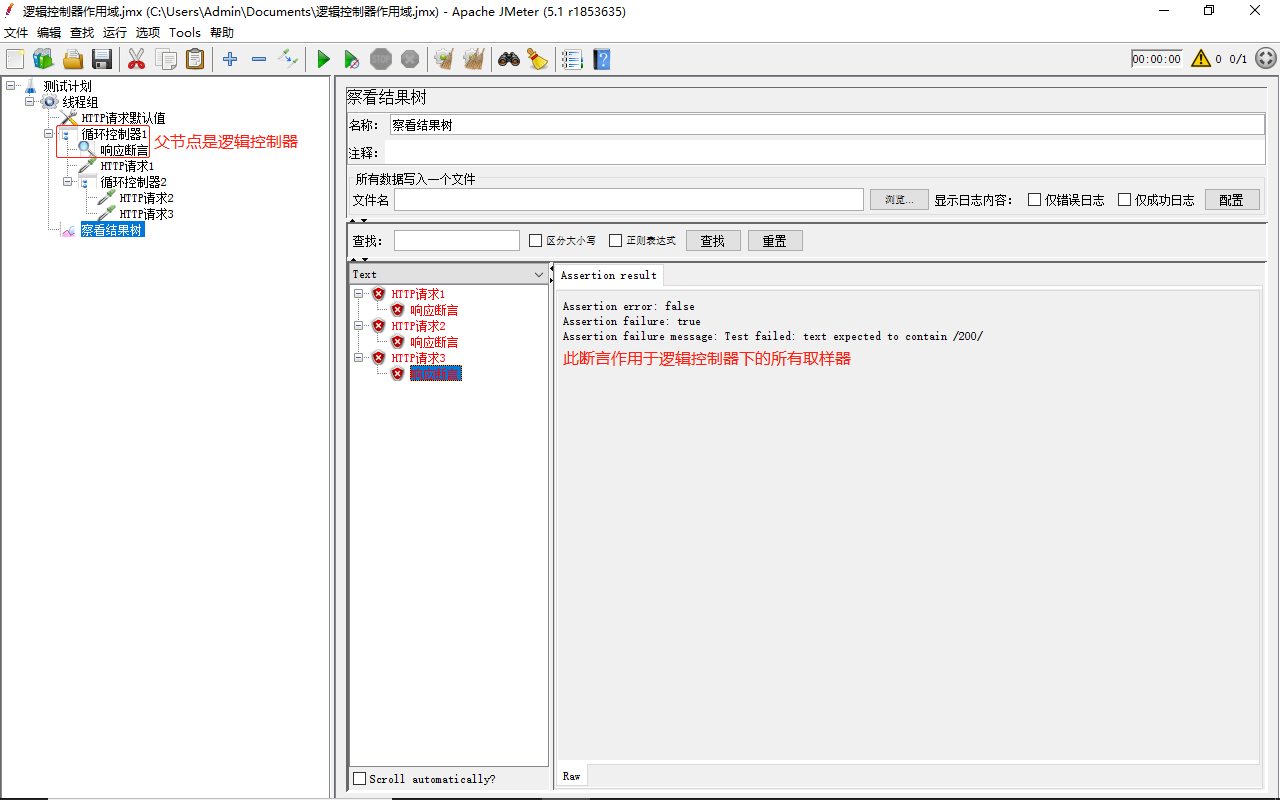 逻辑控制器作用域.jmx (C:\Users\Admin\Documents\逻辑控制器作用域.jmx) - Apache JMeter (5.1 r1853635)
文件 编辑 查找 运行 选项 Tools 帮助
STOP
00:00:00 0 0/1
测试计划
线程组
HTTP请求默认值
循环控制器1
响应断言
父节点是逻辑控制器
HTTP请求1
循环控制器2
HTTP请求2
HTTP请求3
察看结果树
察看结果树
名称: 察看结果树
注释:
所有数据写入一个文件
文件名 浏览... 显示日志内容: 仅错误日志 仅成功日志 配置
查找: 区分大小写 正则表达式 查找 重置
Text
HTTP请求1
响应断言
HTTP请求2
响应断言
HTTP请求3
响应断言
Scroll automatically?
Assertion result
Assertion error: false
Assertion failure: true
Assertion failure message: Test failed: text expected to contain /200/
此断言作用于逻辑控制器下的所有取样器
Raw